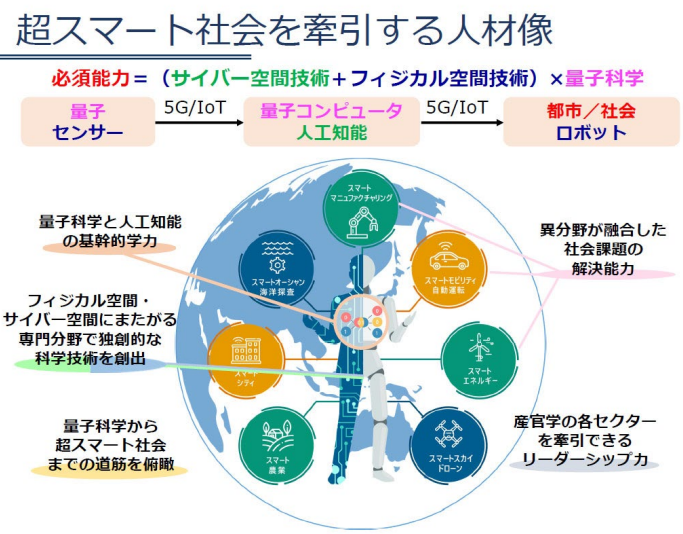 超スマート社会を牽引する人材像
必須能力＝（サイバー空間技術＋フィジカル空間技術）×量子科学
量子
センサー
5G/IoT
量子コンピュータ
人工知能
5G/IoT
都市／社会
ロボット
スマート
マニュファクチャリング
量子科学と人工知能
の基幹的学力
異分野が融合した
社会課題の
解決能力
スマートオーシャン
海洋探査
スマートモビリティ
自動運転
フィジカル空間・
サイバー空間にまたがる
専門分野で独創的な
科学技術を創出
スマート
シティ
スマート
エネルギー
量子科学から
超スマート社会
までの道筋を俯瞰
スマート
農業
スマートスカイ
ドローン
産官学の各セクター
を牽引できる
リーダーシップ力